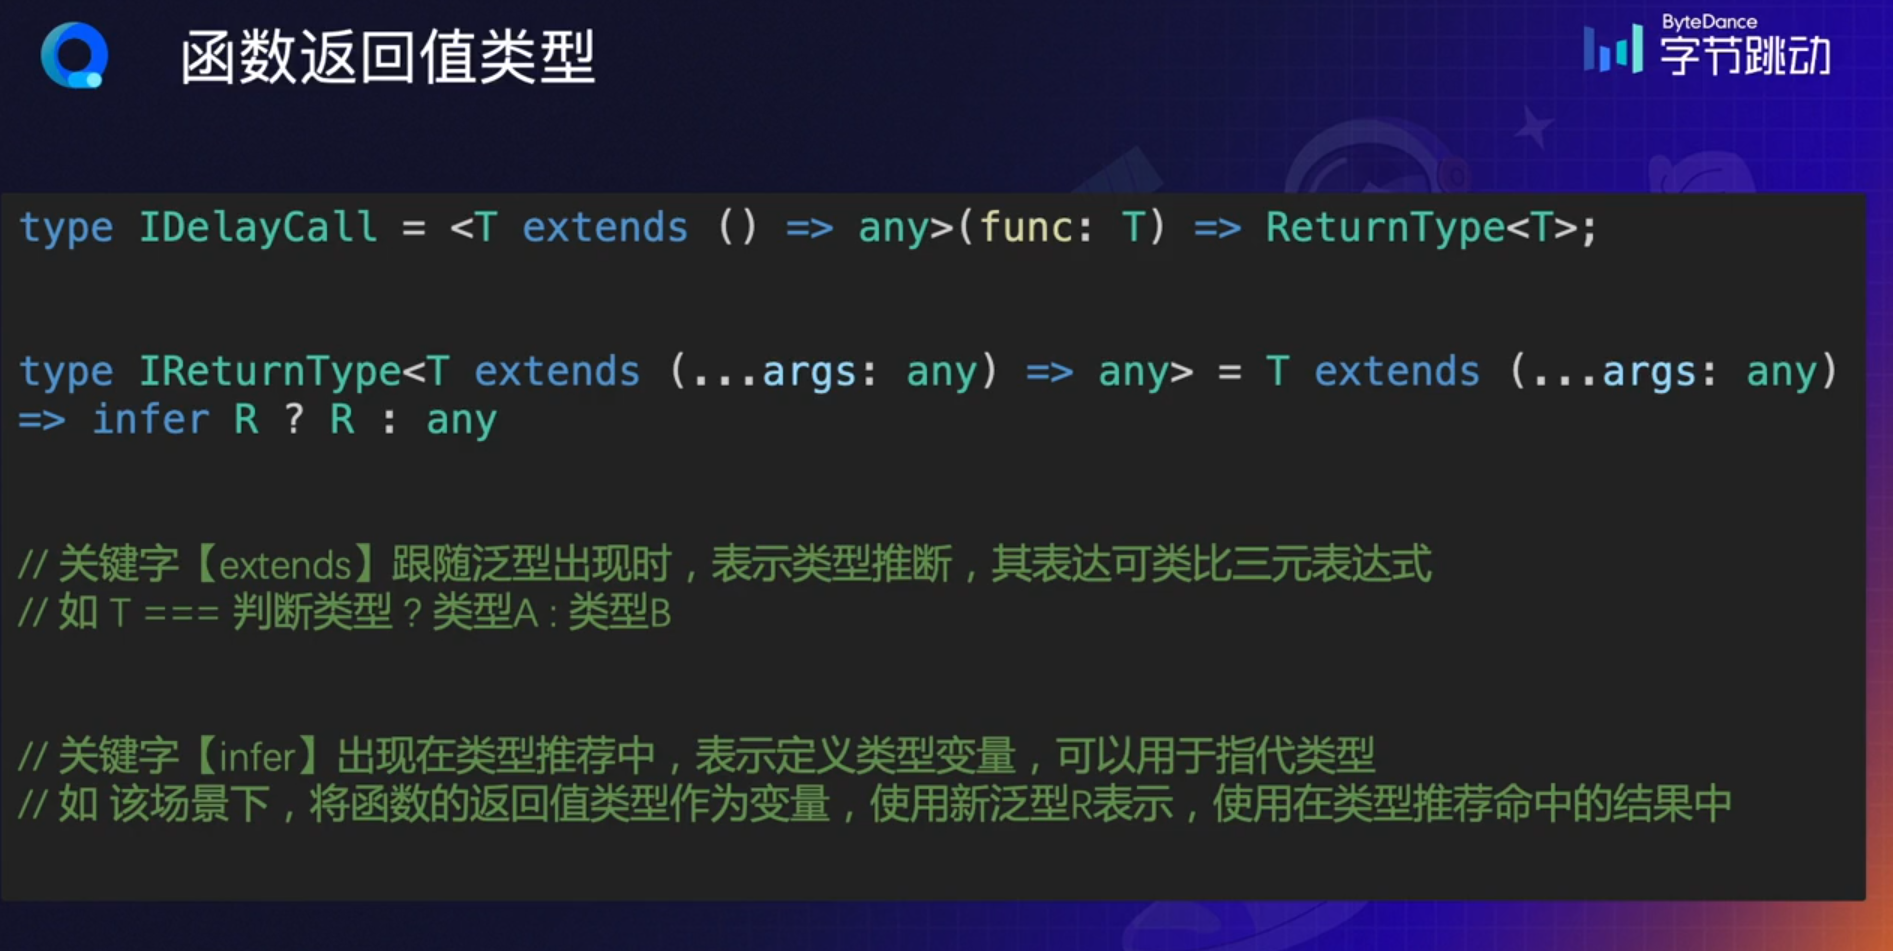 函数返回值类型
ByteDance
字节跳动
type IDelayCall = <T extends () => any>(func: T) => ReturnType<T>;
type IReturnType<T extends (...args: any) => any> = T extends (...args: any)
=> infer R ? R : any
// 关键字【extends】跟随泛型出现时，表示类型推断，其表达可类比三元表达式
// 如 T === 判断类型 ? 类型A : 类型B
// 关键字【infer】出现在类型推荐中，表示定义类型变量，可以用于指代类型
// 如 该场景下，将函数的返回值类型作为变量，使用新泛型R表示，使用在类型推荐命中的结果中